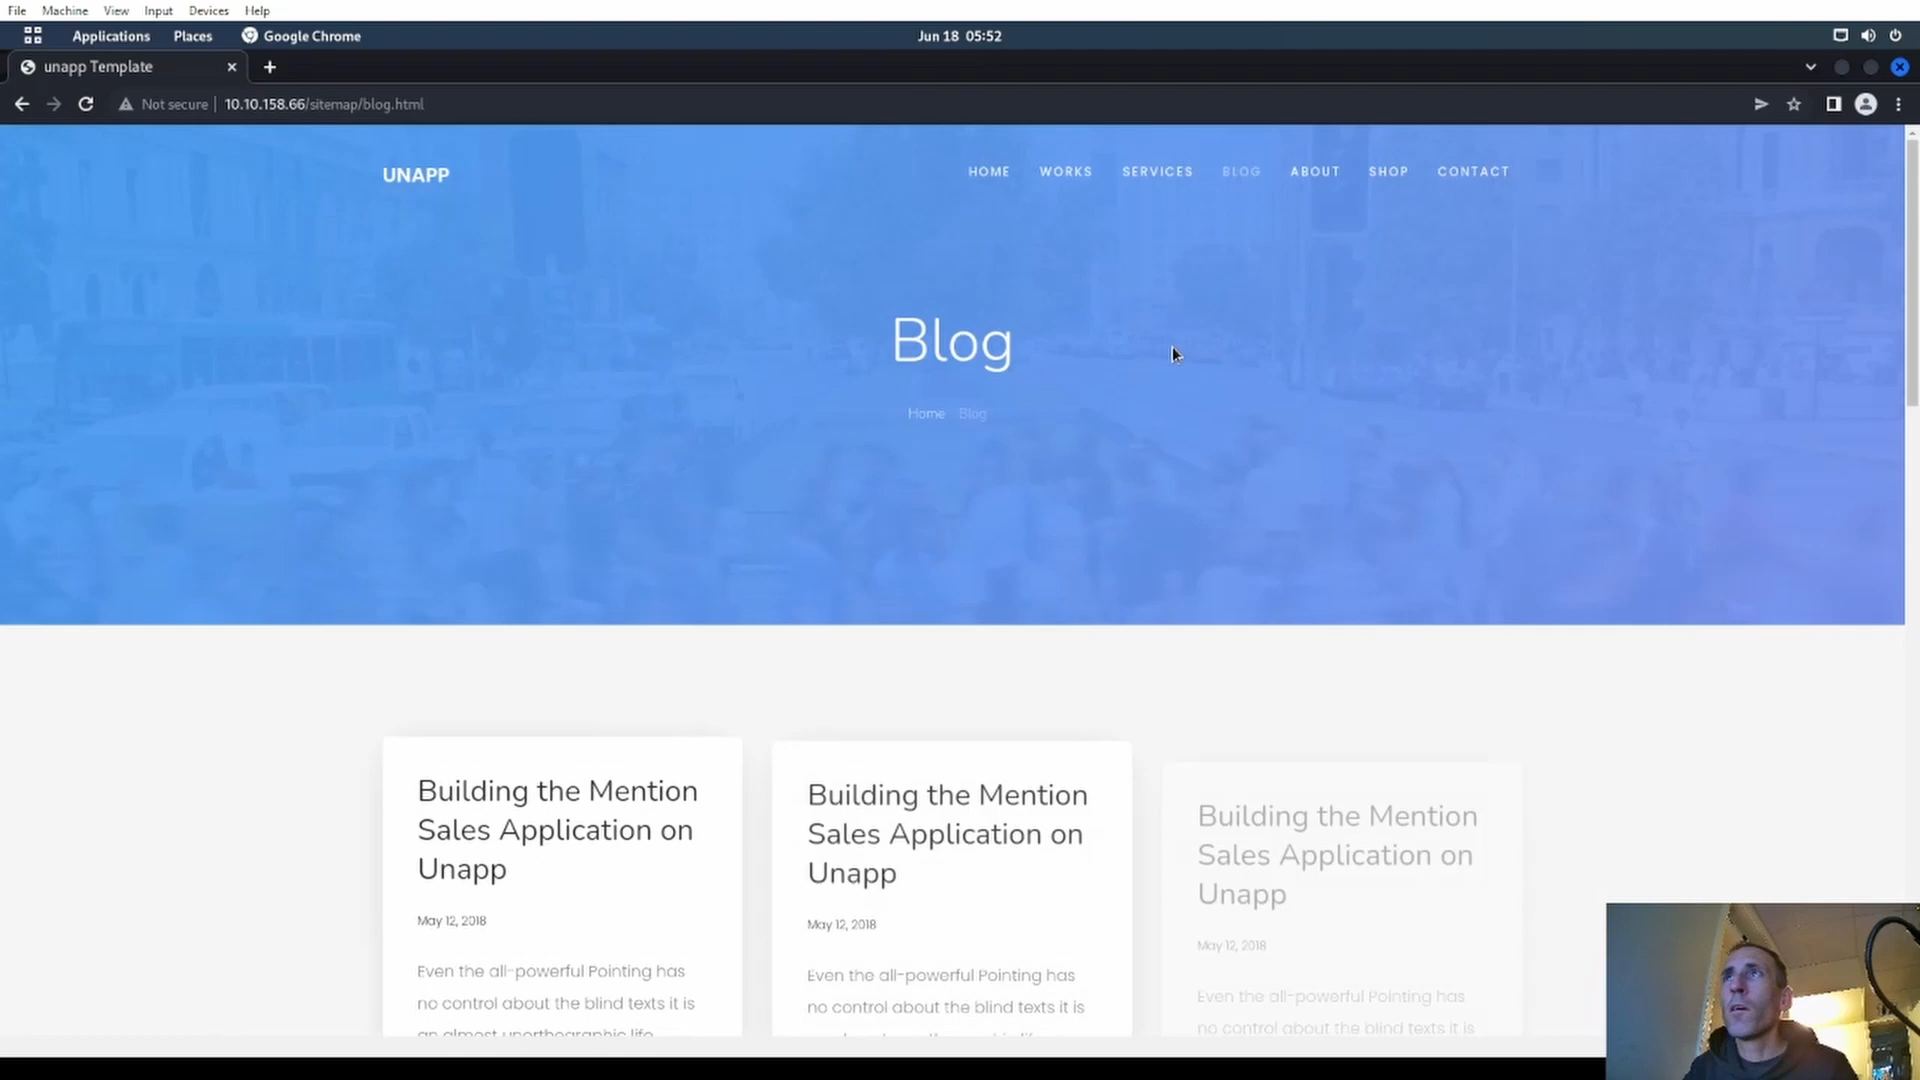 File Machine View Input Devices Help
Applications Places Google Chrome Jun 18 05:52
unapp Template
Not secure 10.10.158.66/sitemap/blog.html
UNAPP HOME WORKS SERVICES BLOG ABOUT SHOP CONTACT
Blog
Home Blog
Building the Mention
Sales Application on
Unapp
May 12, 2018
Even the all-powerful Pointing has
no control about the blind texts it is
an almost unorthographic life
Building the Mention
Sales Application on
Unapp
May 12, 2018
Even the all-powerful Pointing has
no control about the blind texts it is
Building the Mention
Sales Application on
Unapp
May 12, 2018
Even the all-powerful Pointing has
no control about the blind texts it is